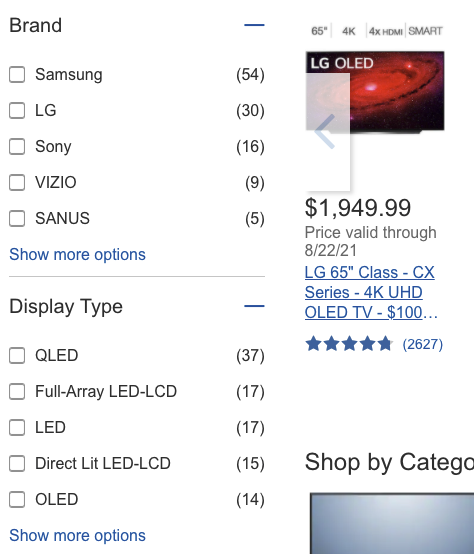 Brand
Samsung (54)
LG (30)
Sony (16)
VIZIO (9)
SANUS (5)
Show more options
Display Type
QLED (37)
Full-Array LED-LCD (17)
LED (17)
Direct Lit LED-LCD (15)
OLED (14)
Show more options
65" 4K 4x HDMI SMART
LG OLED
$1,949.99
Price valid through
8/22/21
LG 65" Class - CX
Series - 4K UHD
OLED TV - $100...
(2627)
Shop by Catego